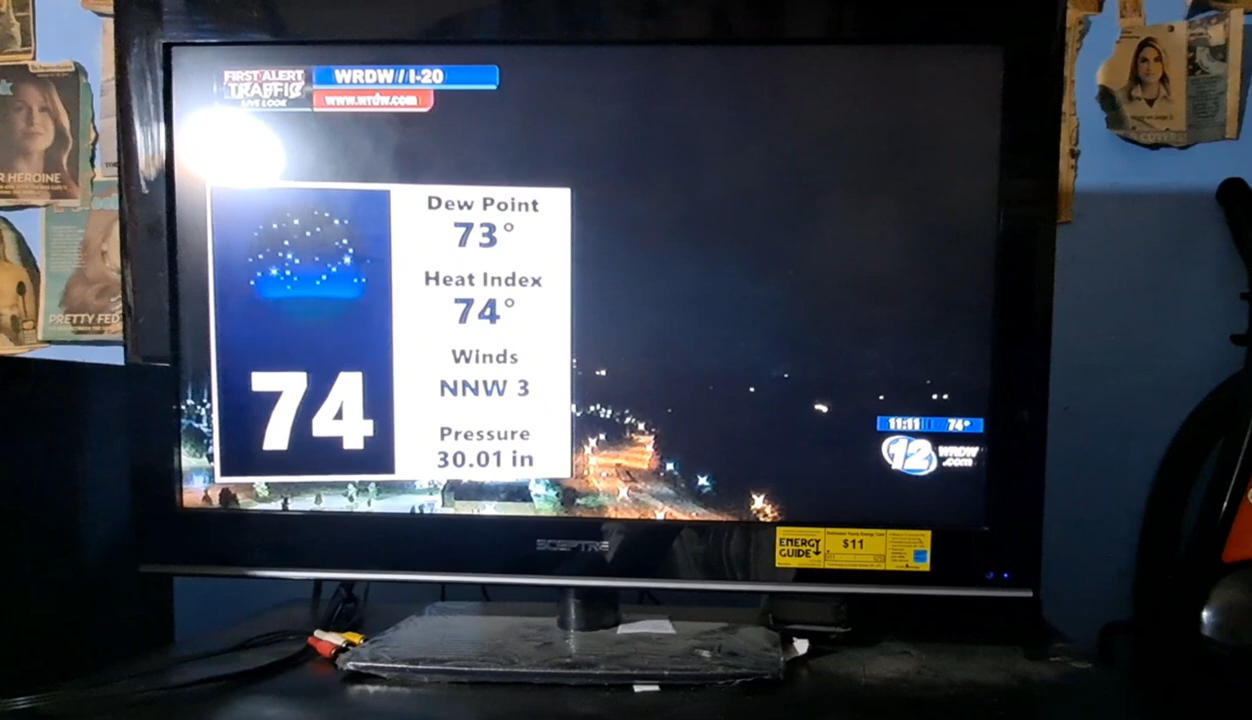 FIRST ALERT
TRAFFIC
LIVE LOOK
WRDW / I-20
www.wrdw.com
Dew Point
73°
Heat Index
74°
Winds
NNW 3
Pressure
30.01 in
74
11:11 74°
12 WRDW
.com
SCEPTRE
ENERGY
GUIDE
$11
HEROINE
PRETTY FED